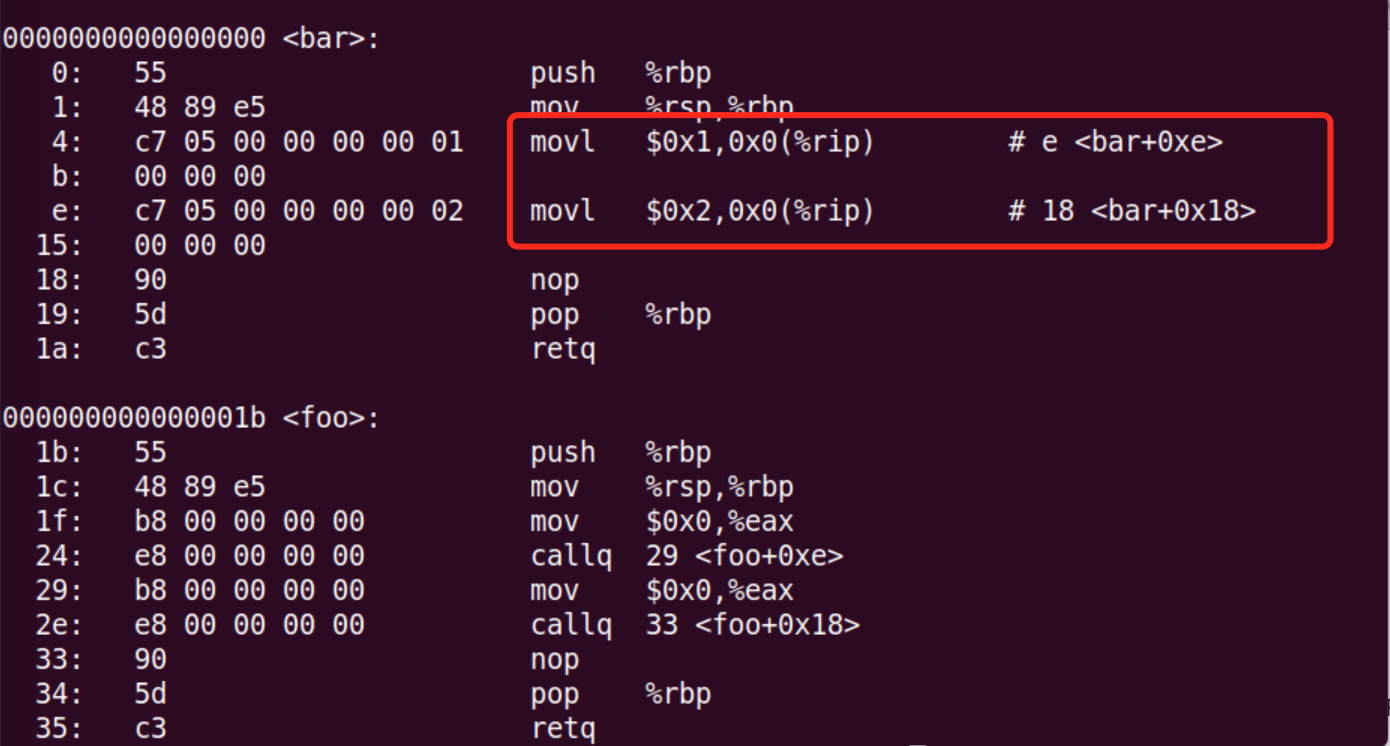 0000000000000000 <bar>:
   0:   55                      push   %rbp
   1:   48 89 e5                mov    %rsp,%rbp
   4:   c7 05 00 00 00 00 01    movl   $0x1,0x0(%rip)        # e <bar+0xe>
   b:   00 00 00
   e:   c7 05 00 00 00 00 02    movl   $0x2,0x0(%rip)        # 18 <bar+0x18>
  15:   00 00 00
  18:   90                      nop
  19:   5d                      pop    %rbp
  1a:   c3                      retq

000000000000001b <foo>:
  1b:   55                      push   %rbp
  1c:   48 89 e5                mov    %rsp,%rbp
  1f:   b8 00 00 00 00          mov    $0x0,%eax
  24:   e8 00 00 00 00          callq  29 <foo+0xe>
  29:   b8 00 00 00 00          mov    $0x0,%eax
  2e:   e8 00 00 00 00          callq  33 <foo+0x18>
  33:   90                      nop
  34:   5d                      pop    %rbp
  35:   c3                      retq